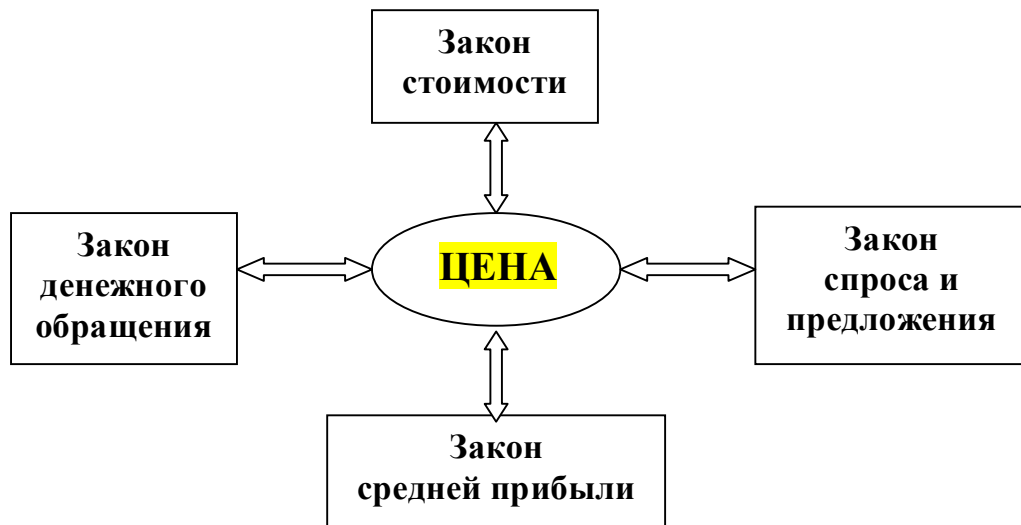 Закон
стоимости
Закон
денежного
обращения
ЦЕНА
Закон
спроса и
предложения
Закон
средней прибыли